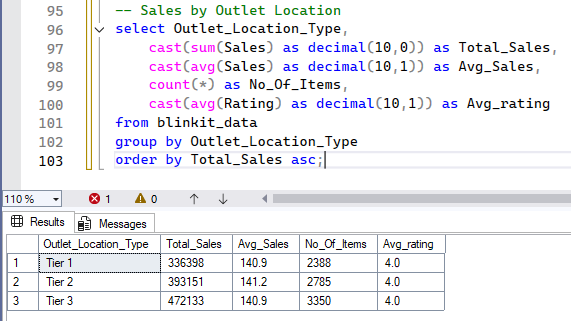 95 -- Sales by Outlet Location
96 select Outlet_Location_Type,
97 cast(sum(Sales) as decimal(10,0)) as Total_Sales,
98 cast(avg(Sales) as decimal(10,1)) as Avg_Sales,
99 count(*) as No_Of_Items,
100 cast(avg(Rating) as decimal(10,1)) as Avg_rating
101 from blinkit_data
102 group by Outlet_Location_Type
103 order by Total_Sales asc;
110 % 1 0
Results Messages
Outlet_Location_Type Total_Sales Avg_Sales No_Of_Items Avg_rating
1 Tier 1 336398 140.9 2388 4.0
2 Tier 2 393151 141.2 2785 4.0
3 Tier 3 472133 140.9 3350 4.0